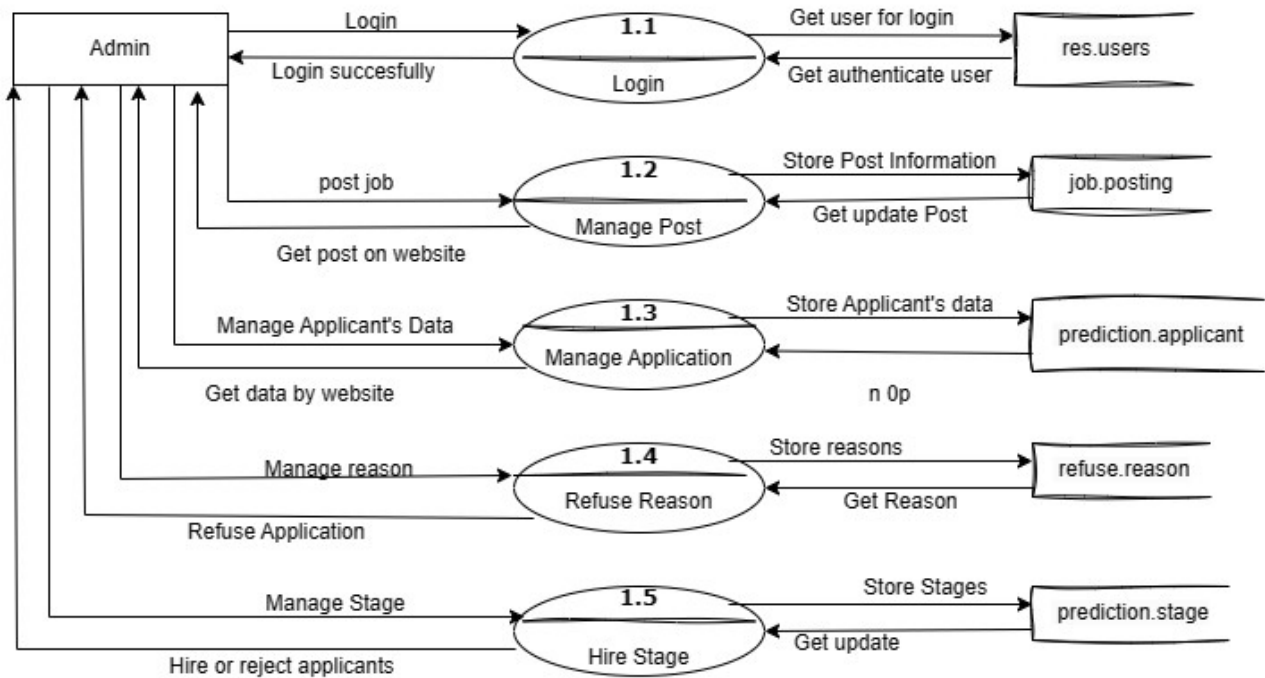 Admin
Login
1.1
Get user for login
res.users
Login succesfully
Login
Get authenticate user
post job
1.2
Store Post Information
job.posting
Get post on website
Manage Post
Get update Post
Manage Applicant's Data
1.3
Store Applicant's data
prediction.applicant
Get data by website
Manage Application
n 0p
Manage reason
1.4
Store reasons
refuse.reason
Refuse Application
Refuse Reason
Get Reason
Manage Stage
1.5
Store Stages
prediction.stage
Hire or reject applicants
Hire Stage
Get update